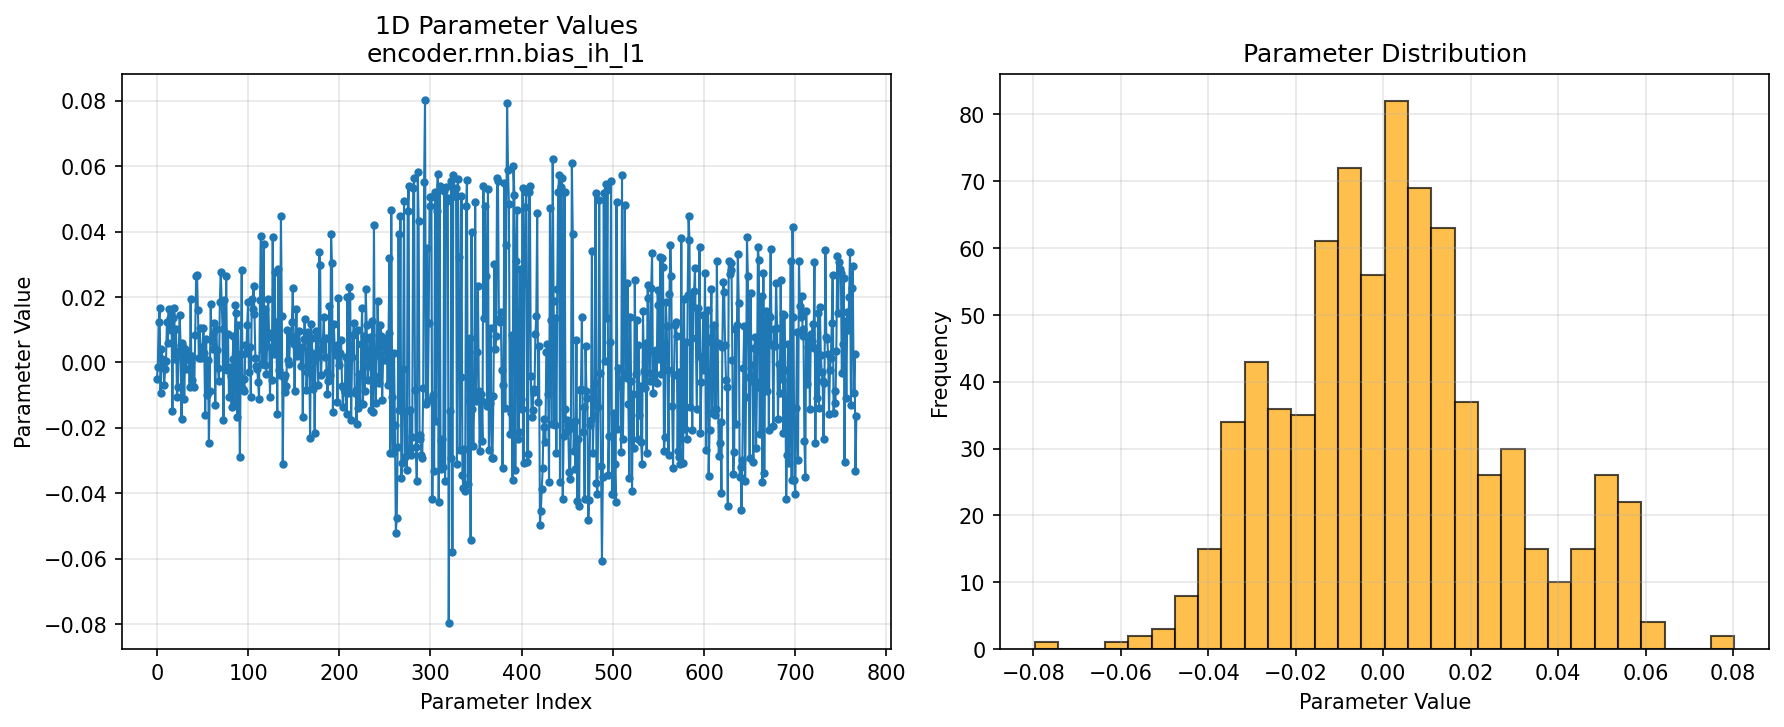 1D Parameter Values
encoder.rnn.bias_ih_l1
Parameter Value
0.08
0.06
0.04
0.02
0.00
−0.02
−0.04
−0.06
−0.08
0 100 200 300 400 500 600 700 800
Parameter Index
Parameter Distribution
Frequency
80
70
60
50
40
30
20
10
0
−0.08 −0.06 −0.04 −0.02 0.00 0.02 0.04 0.06 0.08
Parameter Value